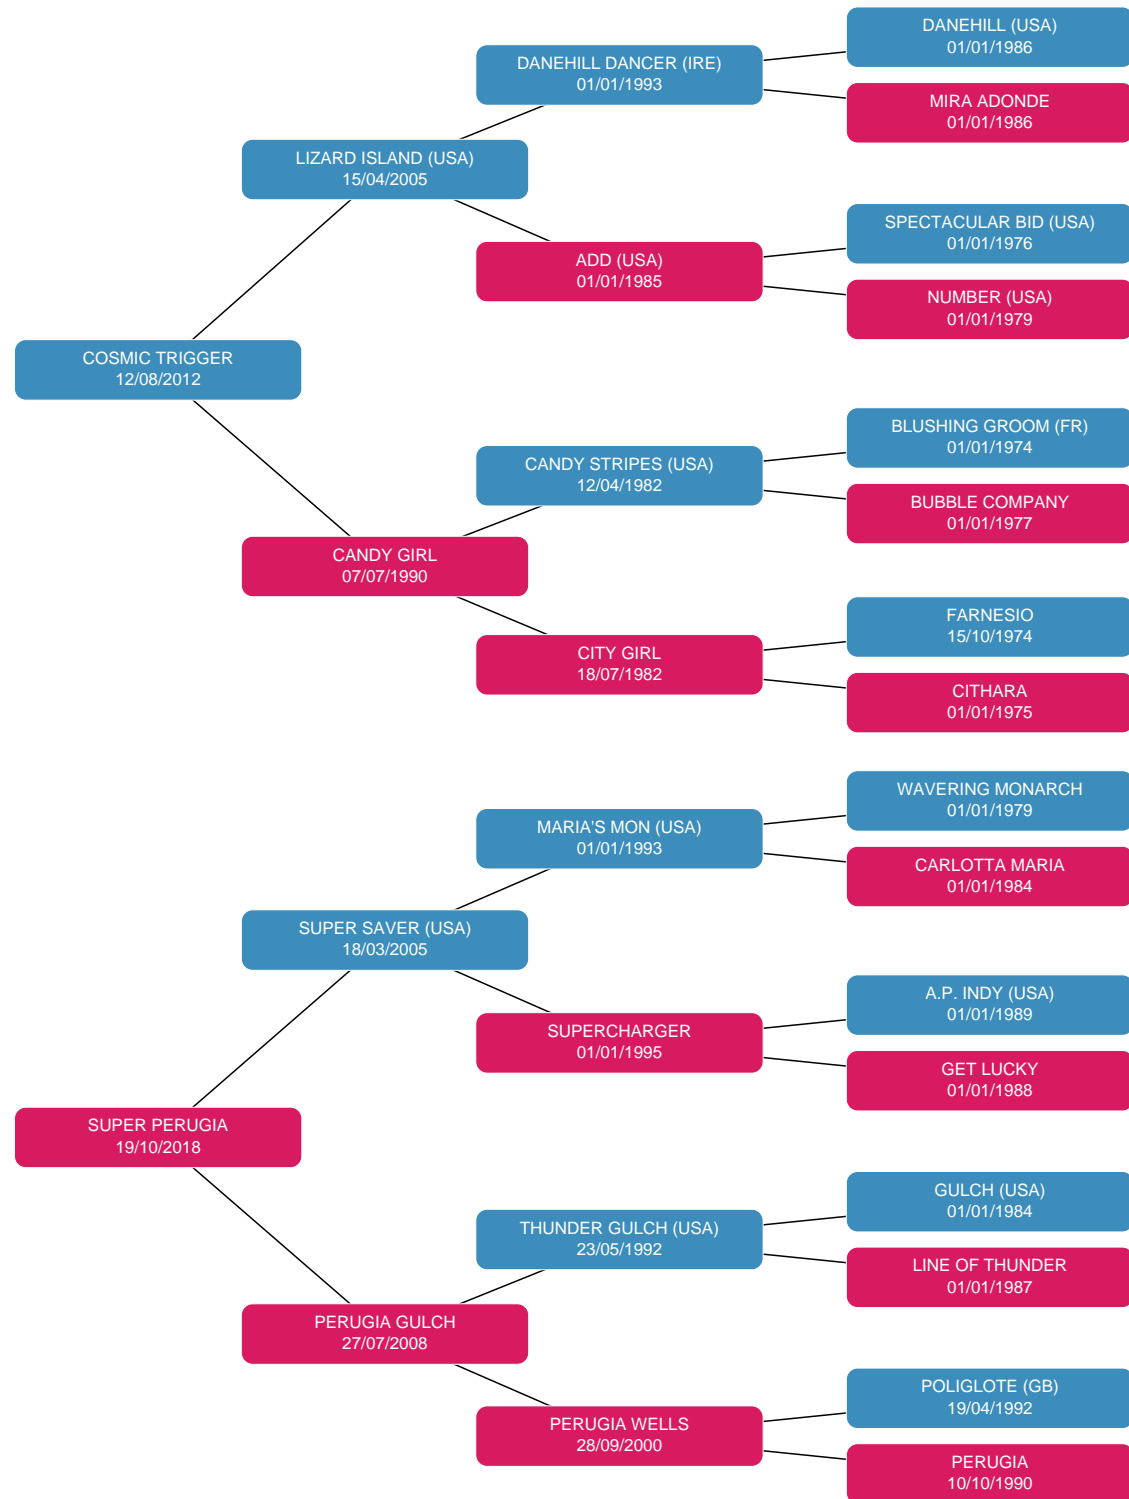 DANEHILL (USA)
01/01/1986
DANEHILL DANCER (IRE)
01/01/1993
MIRA ADONDE
01/01/1986
LIZARD ISLAND (USA)
15/04/2005
SPECTACULAR BID (USA)
01/01/1976
ADD (USA)
01/01/1985
NUMBER (USA)
01/01/1979
COSMIC TRIGGER
12/08/2012
BLUSHING GROOM (FR)
01/01/1974
CANDY STRIPES (USA)
12/04/1982
BUBBLE COMPANY
01/01/1977
CANDY GIRL
07/07/1990
FARNESIO
15/10/1974
CITY GIRL
18/07/1982
CITHARA
01/01/1975
WAVERING MONARCH
01/01/1979
MARIA'S MON (USA)
01/01/1993
CARLOTTA MARIA
01/01/1984
SUPER SAVER (USA)
18/03/2005
A.P. INDY (USA)
01/01/1989
SUPERCHARGER
01/01/1995
GET LUCKY
01/01/1988
SUPER PERUGIA
19/10/2018
GULCH (USA)
01/01/1984
THUNDER GULCH (USA)
23/05/1992
LINE OF THUNDER
01/01/1987
PERUGIA GULCH
27/07/2008
POLIGLOTE (GB)
19/04/1992
PERUGIA WELLS
28/09/2000
PERUGIA
10/10/1990